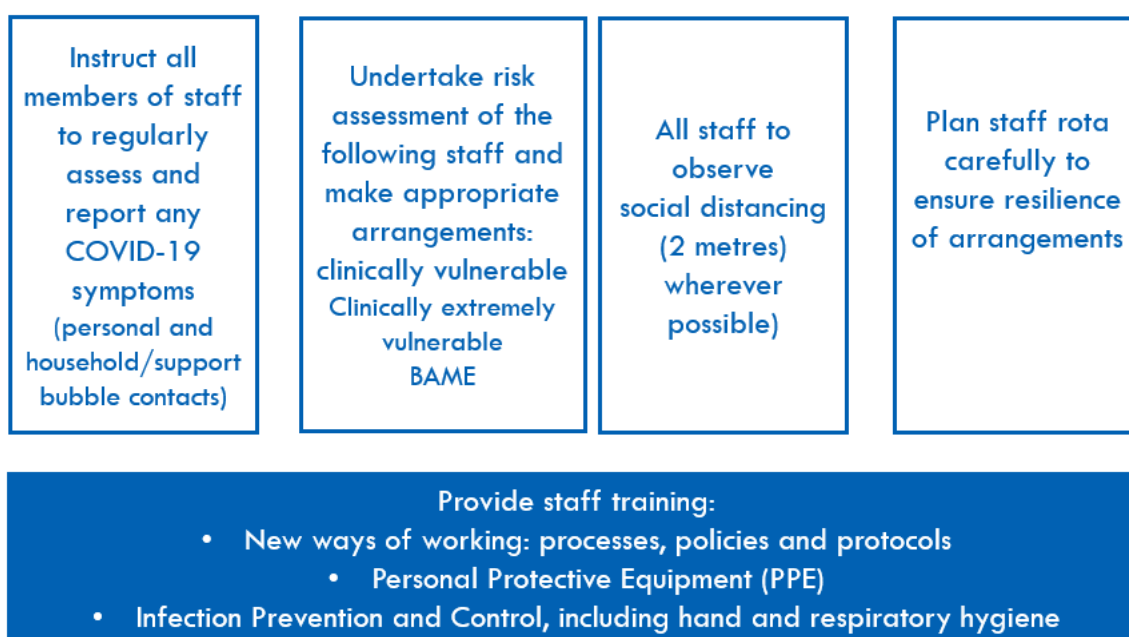 Instruct all
members of staff
to regularly
assess and
report any
COVID-19
symptoms
(personal and
household/support
bubble contacts)
Undertake risk
assessment of the
following staff and
make appropriate
arrangements:
clinically vulnerable
Clinically extremely
vulnerable
BAME
All staff to
observe
social distancing
(2 metres)
wherever
possible)
Plan staff rota
carefully to
ensure resilience
of arrangements
Provide staff training:
• New ways of working: processes, policies and protocols
• Personal Protective Equipment (PPE)
• Infection Prevention and Control, including hand and respiratory hygiene